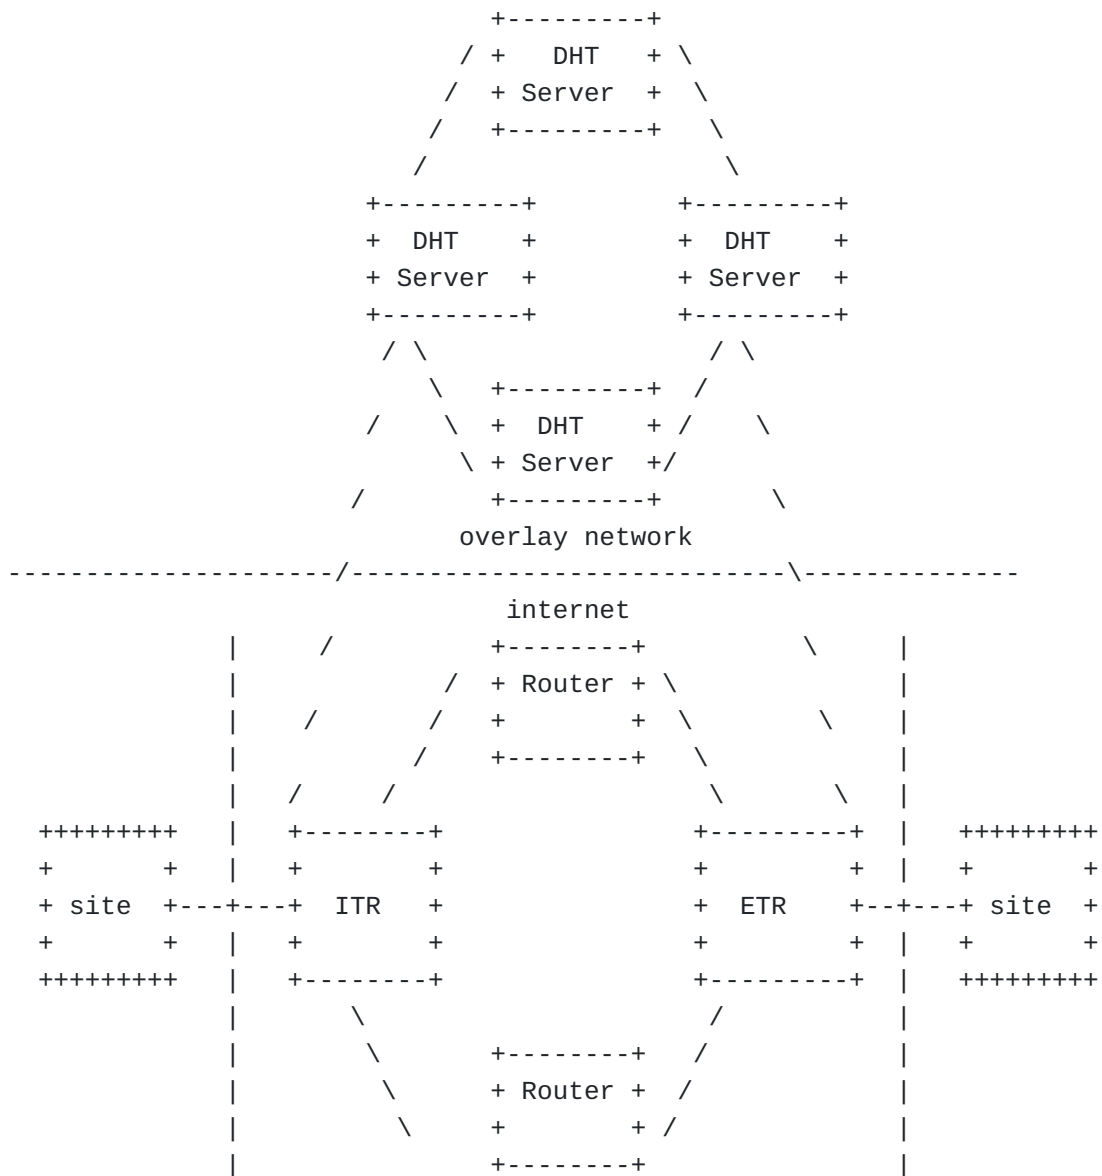 DHT
Server
DHT DHT
Server Server
DHT
Server
overlay network
internet
Router
site ITR ETR site
Router